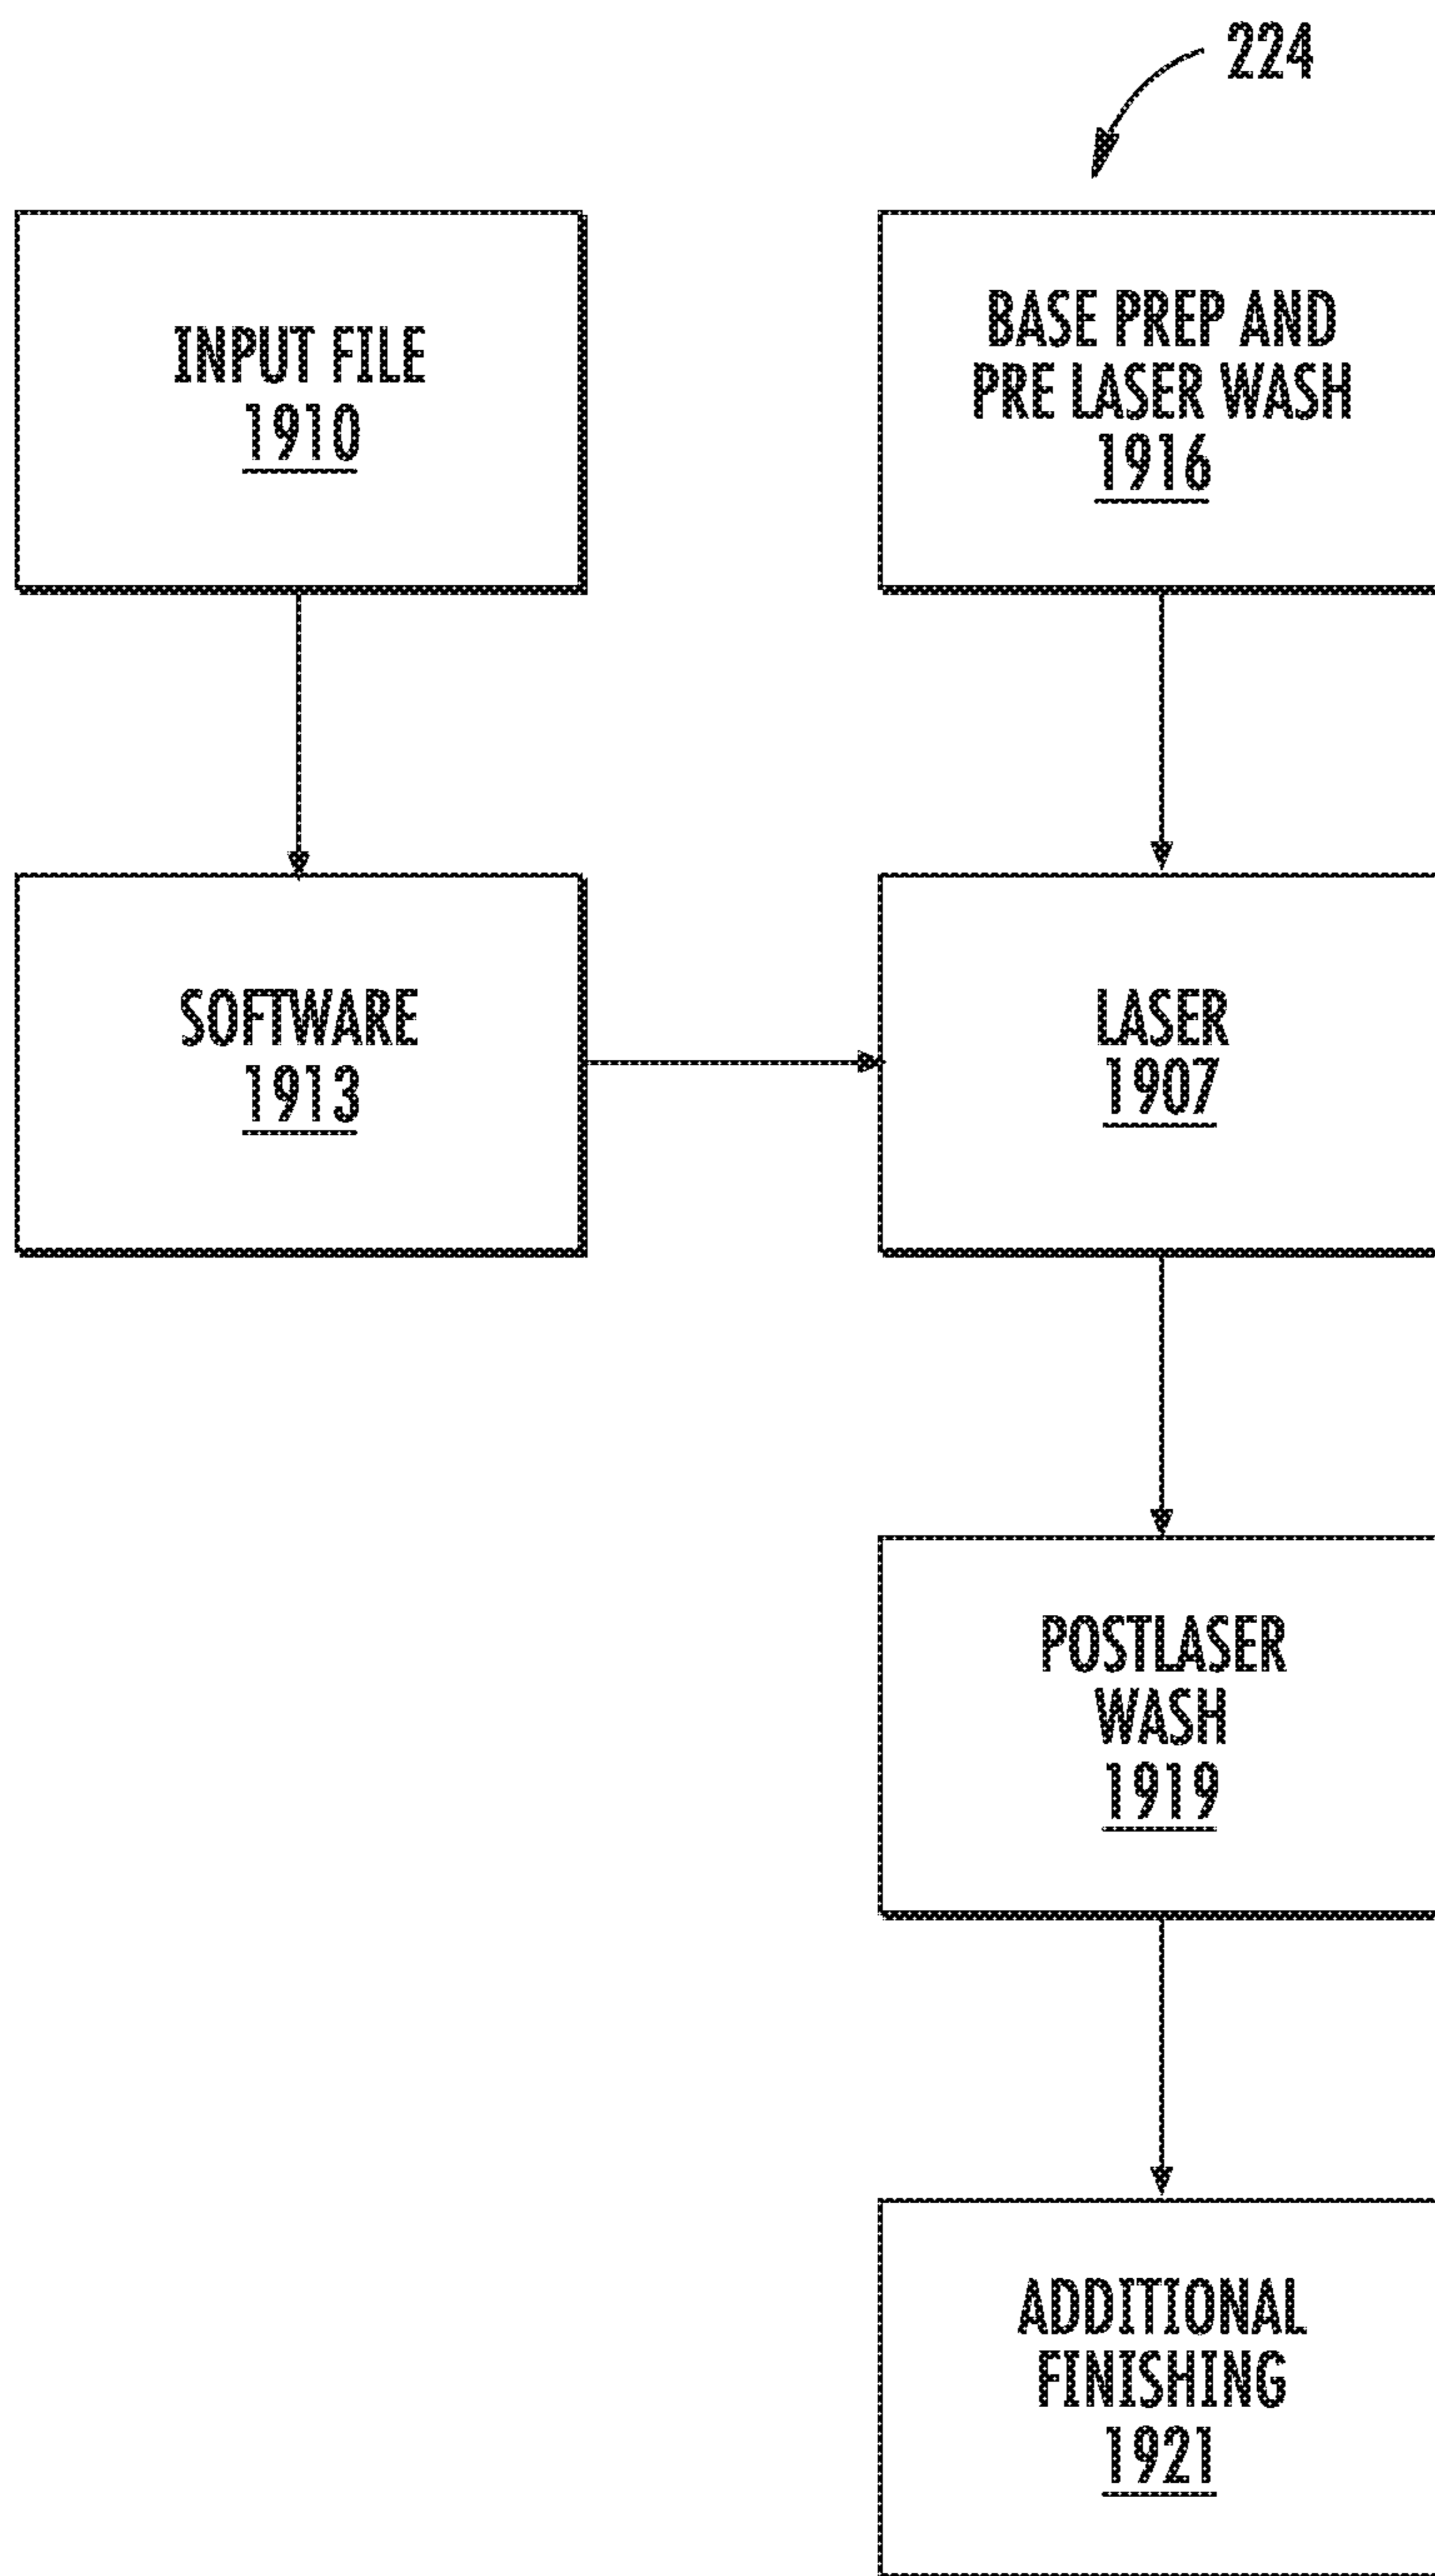 224
INPUT FILE
1910
BASE PREP AND
PRE LASER WASH
1916
SOFTWARE
1913
LASER
1907
POSTLASER
WASH
1919
ADDITIONAL
FINISHING
1921